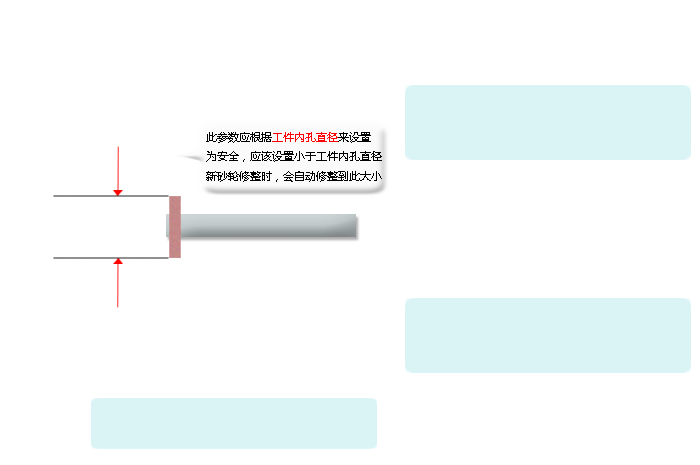 此参数应根据工件内孔直径来设置
为安全，应该设置小于工件内孔直径
新砂轮修整时，会自动修整到此大小